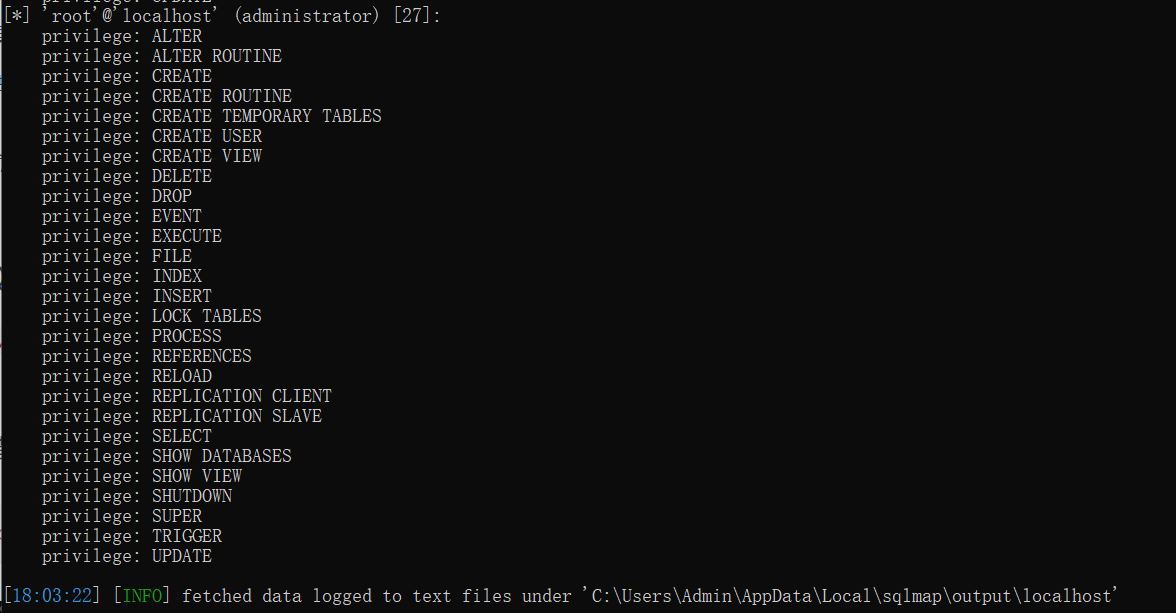 [*] 'root'@'localhost' (administrator) [27]:
privilege: ALTER
privilege: ALTER ROUTINE
privilege: CREATE
privilege: CREATE ROUTINE
privilege: CREATE TEMPORARY TABLES
privilege: CREATE USER
privilege: CREATE VIEW
privilege: DELETE
privilege: DROP
privilege: EVENT
privilege: EXECUTE
privilege: FILE
privilege: INDEX
privilege: INSERT
privilege: LOCK TABLES
privilege: PROCESS
privilege: REFERENCES
privilege: RELOAD
privilege: REPLICATION CLIENT
privilege: REPLICATION SLAVE
privilege: SELECT
privilege: SHOW DATABASES
privilege: SHOW VIEW
privilege: SHUTDOWN
privilege: SUPER
privilege: TRIGGER
privilege: UPDATE
[18:03:22] [INFO] fetched data logged to text files under 'C:\Users\Admin\AppData\Local\sqlmap\output\localhost'